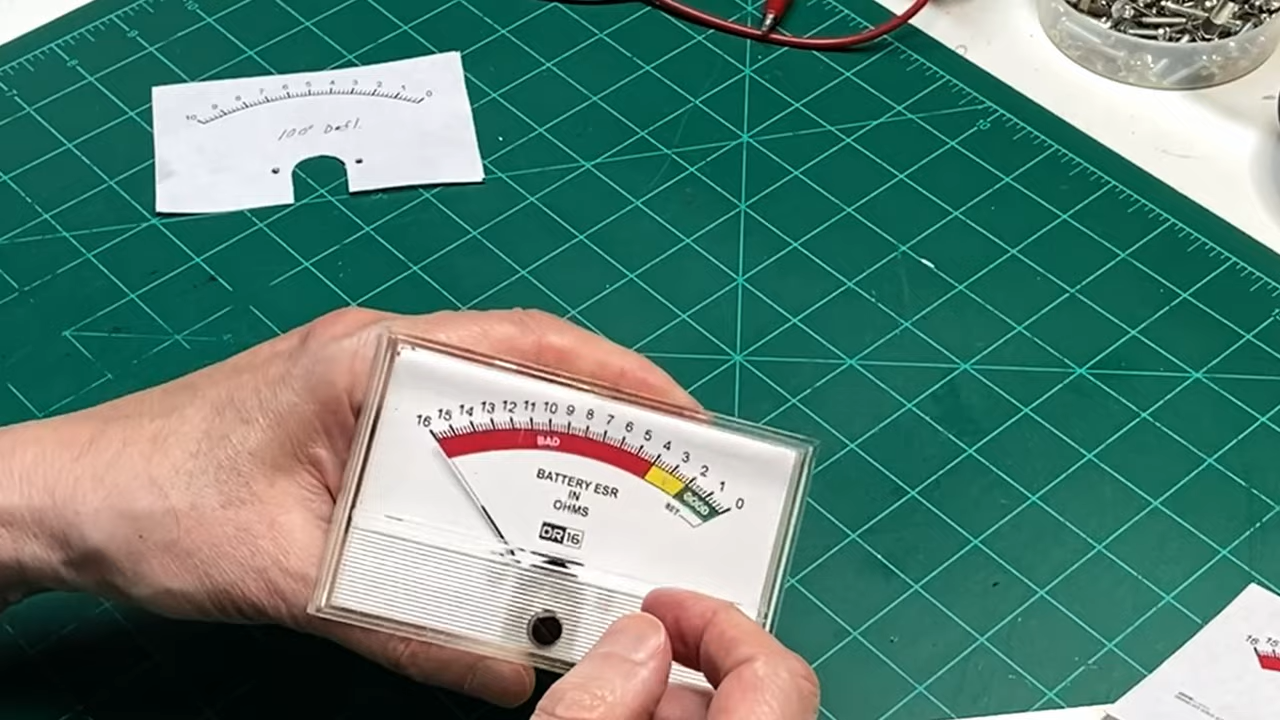 10 9 8 7 6 5 4 3 2 1 0
100° Defl.
16 15 14 13 12 11 10 9 8 7 6 5 4 3 2 1 0
BAD
GOOD
SET
BATTERY ESR
IN
OHMS
DR16
16 15
10